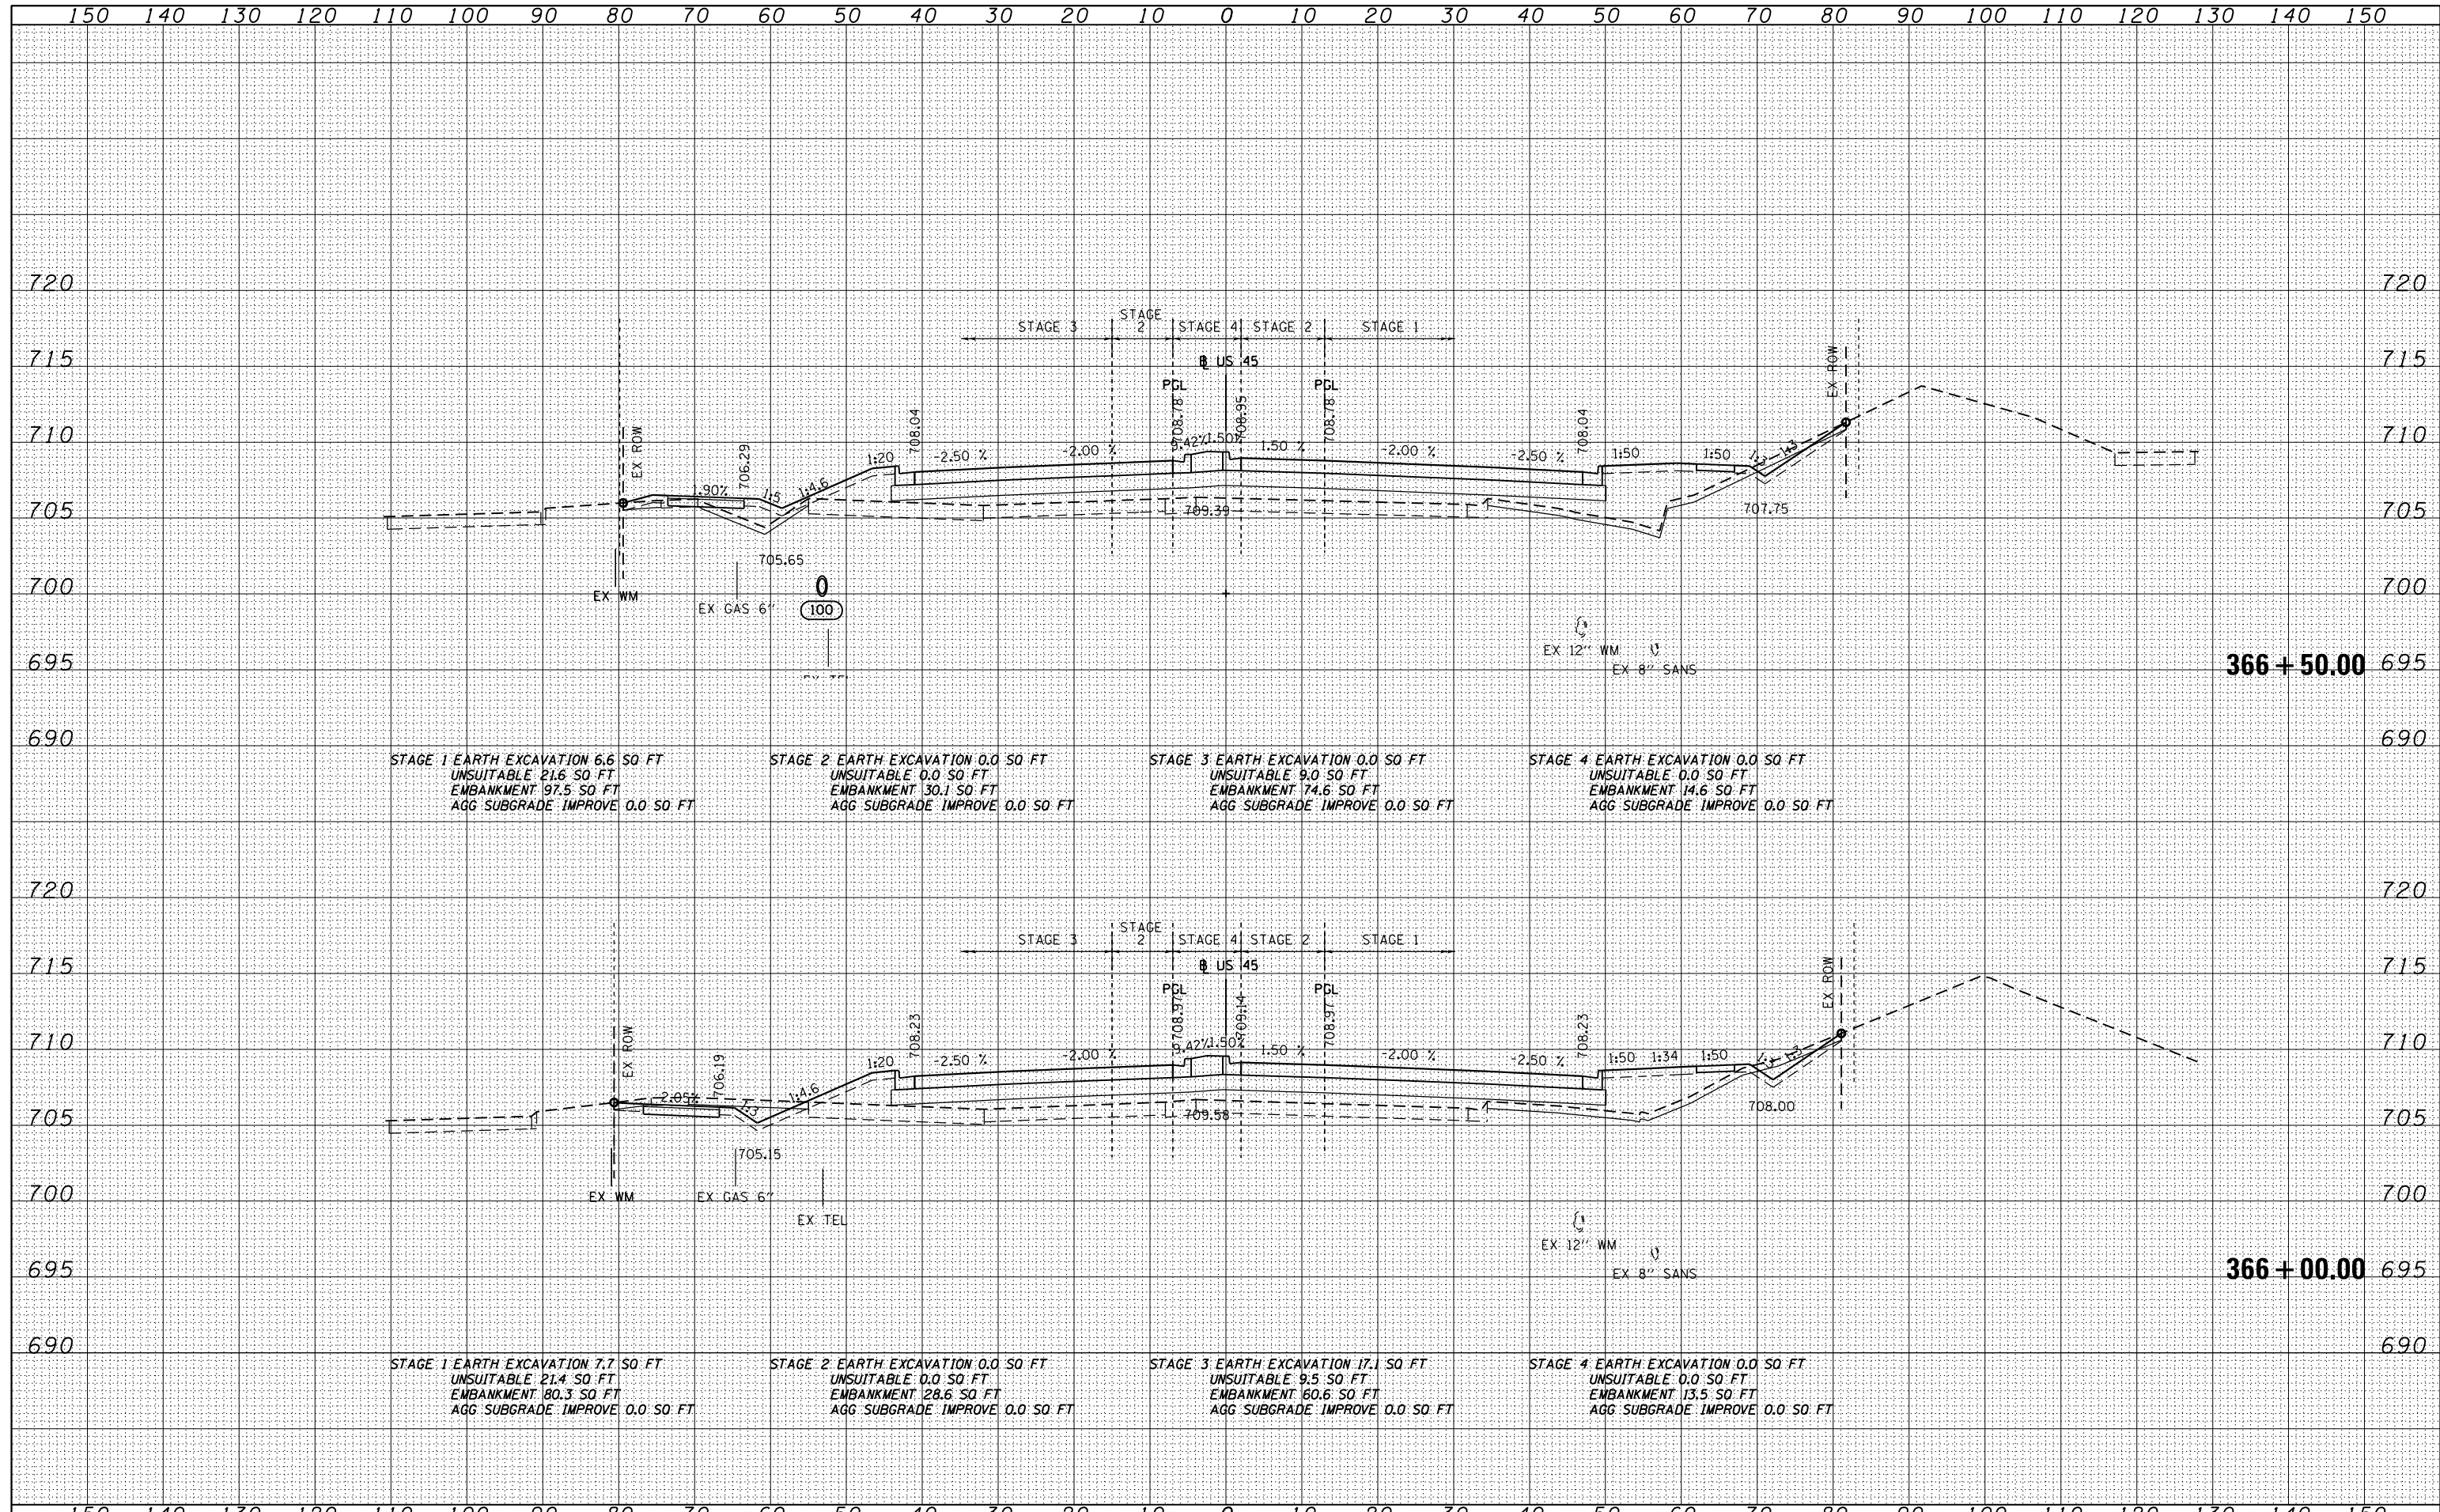 150 140 130 120 110 100 90 80 70 60 50 40 30 20 10 0 10 20 30 40 50 60 70 80 90 100 110 120 130 140 150
720 720
STAGE
STAGE 3 2 STAGE 4 STAGE 2 STAGE 1
715 715
US 45
EX ROW
PGL PGL
708.78 708.95 708.78
708.04 708.04
710 710
EX ROW
706.29
1:20 -2.50 % -2.00 % 1.50% 1.50 % -2.00 % -2.50 % 1:50 1:50 1:3
1.90% 1:5 1:4.6
705 705
709.39 707.75
705.65
700 700
EX WM EX GAS 6" 100
EX 12" WM
EX 8" SANS
695 366 + 50.00 695
690 690
STAGE 1 EARTH EXCAVATION 6.6 SQ FT
UNSUITABLE 21.6 SQ FT
EMBANKMENT 97.5 SQ FT
AGG SUBGRADE IMPROVE 0.0 SQ FT
STAGE 2 EARTH EXCAVATION 0.0 SQ FT
UNSUITABLE 0.0 SQ FT
EMBANKMENT 30.1 SQ FT
AGG SUBGRADE IMPROVE 0.0 SQ FT
STAGE 3 EARTH EXCAVATION 0.0 SQ FT
UNSUITABLE 9.0 SQ FT
EMBANKMENT 74.6 SQ FT
AGG SUBGRADE IMPROVE 0.0 SQ FT
STAGE 4 EARTH EXCAVATION 0.0 SQ FT
UNSUITABLE 0.0 SQ FT
EMBANKMENT 14.6 SQ FT
AGG SUBGRADE IMPROVE 0.0 SQ FT
720 720
STAGE
STAGE 3 2 STAGE 4 STAGE 2 STAGE 1
715 715
US 45
EX ROW
PGL PGL
708.97 709.14 708.97
708.23 708.23
710 710
EX ROW
706.19
1:20 -2.50 % -2.00 % 1.50% 1.50 % -2.00 % -2.50 % 1:50 1:34 1:50 1:3
2.05% 1:3 1:4.6
705 705
709.58 708.00
705.15
700 700
EX WM EX GAS 6"
EX TEL
EX 12" WM
EX 8" SANS
695 366 + 00.00 695
690 690
STAGE 1 EARTH EXCAVATION 7.7 SQ FT
UNSUITABLE 21.4 SQ FT
EMBANKMENT 80.3 SQ FT
AGG SUBGRADE IMPROVE 0.0 SQ FT
STAGE 2 EARTH EXCAVATION 0.0 SQ FT
UNSUITABLE 0.0 SQ FT
EMBANKMENT 28.6 SQ FT
AGG SUBGRADE IMPROVE 0.0 SQ FT
STAGE 3 EARTH EXCAVATION 17.1 SQ FT
UNSUITABLE 9.5 SQ FT
EMBANKMENT 60.6 SQ FT
AGG SUBGRADE IMPROVE 0.0 SQ FT
STAGE 4 EARTH EXCAVATION 0.0 SQ FT
UNSUITABLE 0.0 SQ FT
EMBANKMENT 13.5 SQ FT
AGG SUBGRADE IMPROVE 0.0 SQ FT